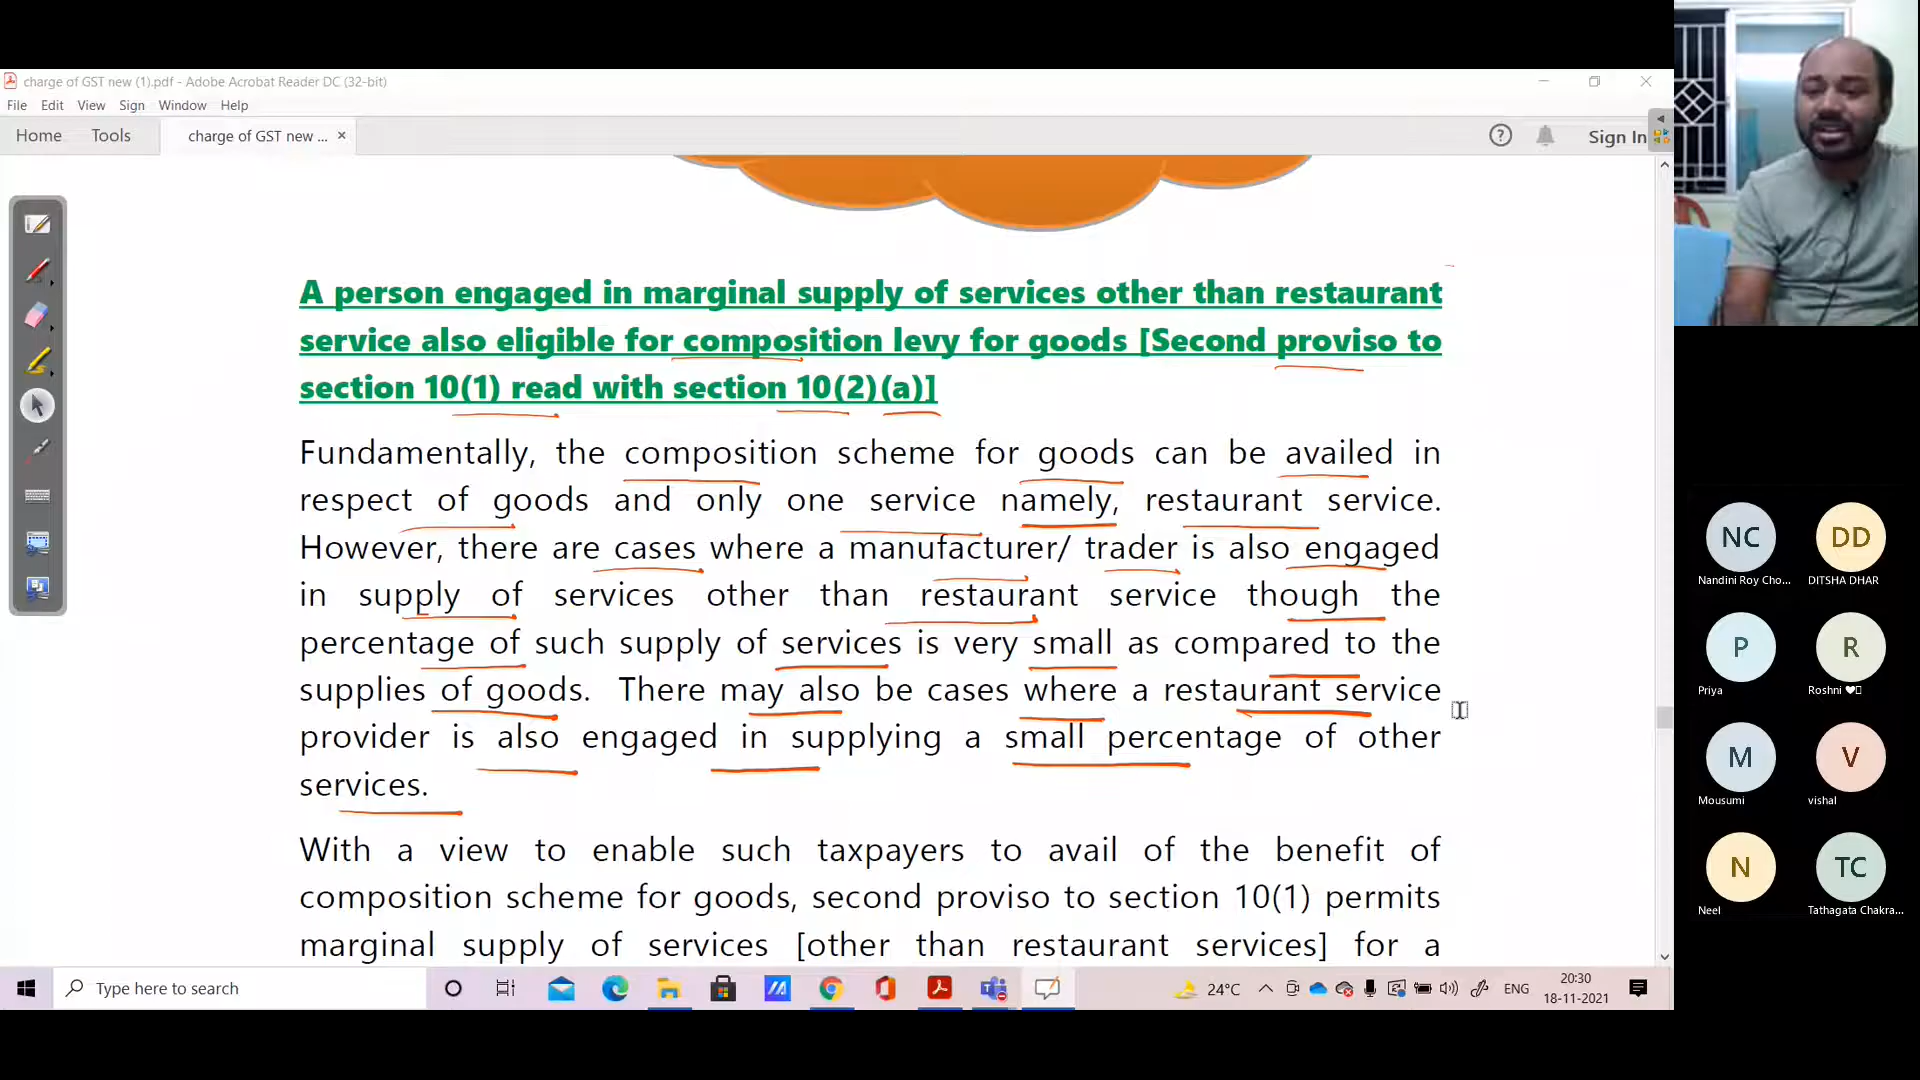 charge of GST new (1).pdf - Adobe Acrobat Reader DC (32-bit)
File Edit View Sign Window Help
Home Tools charge of GST new ... × Sign In
A person engaged in marginal supply of services other than restaurant
service also eligible for composition levy for goods [Second proviso to
section 10(1) read with section 10(2)(a)]
Fundamentally, the composition scheme for goods can be availed in
respect of goods and only one service namely, restaurant service.
However, there are cases where a manufacturer/ trader is also engaged
in supply of services other than restaurant service though the
percentage of such supply of services is very small as compared to the
supplies of goods. There may also be cases where a restaurant service
provider is also engaged in supplying a small percentage of other
services.
With a view to enable such taxpayers to avail of the benefit of
composition scheme for goods, second proviso to section 10(1) permits
marginal supply of services [other than restaurant services] for a
Type here to search
24°C ENG
20:30
18-11-2021
NC DD
Nandini Roy Cho... DITSHA DHAR
P R
Priya Roshni ❤
M V
Mousumi vishal
N TC
Neel Tathagata Chakra...